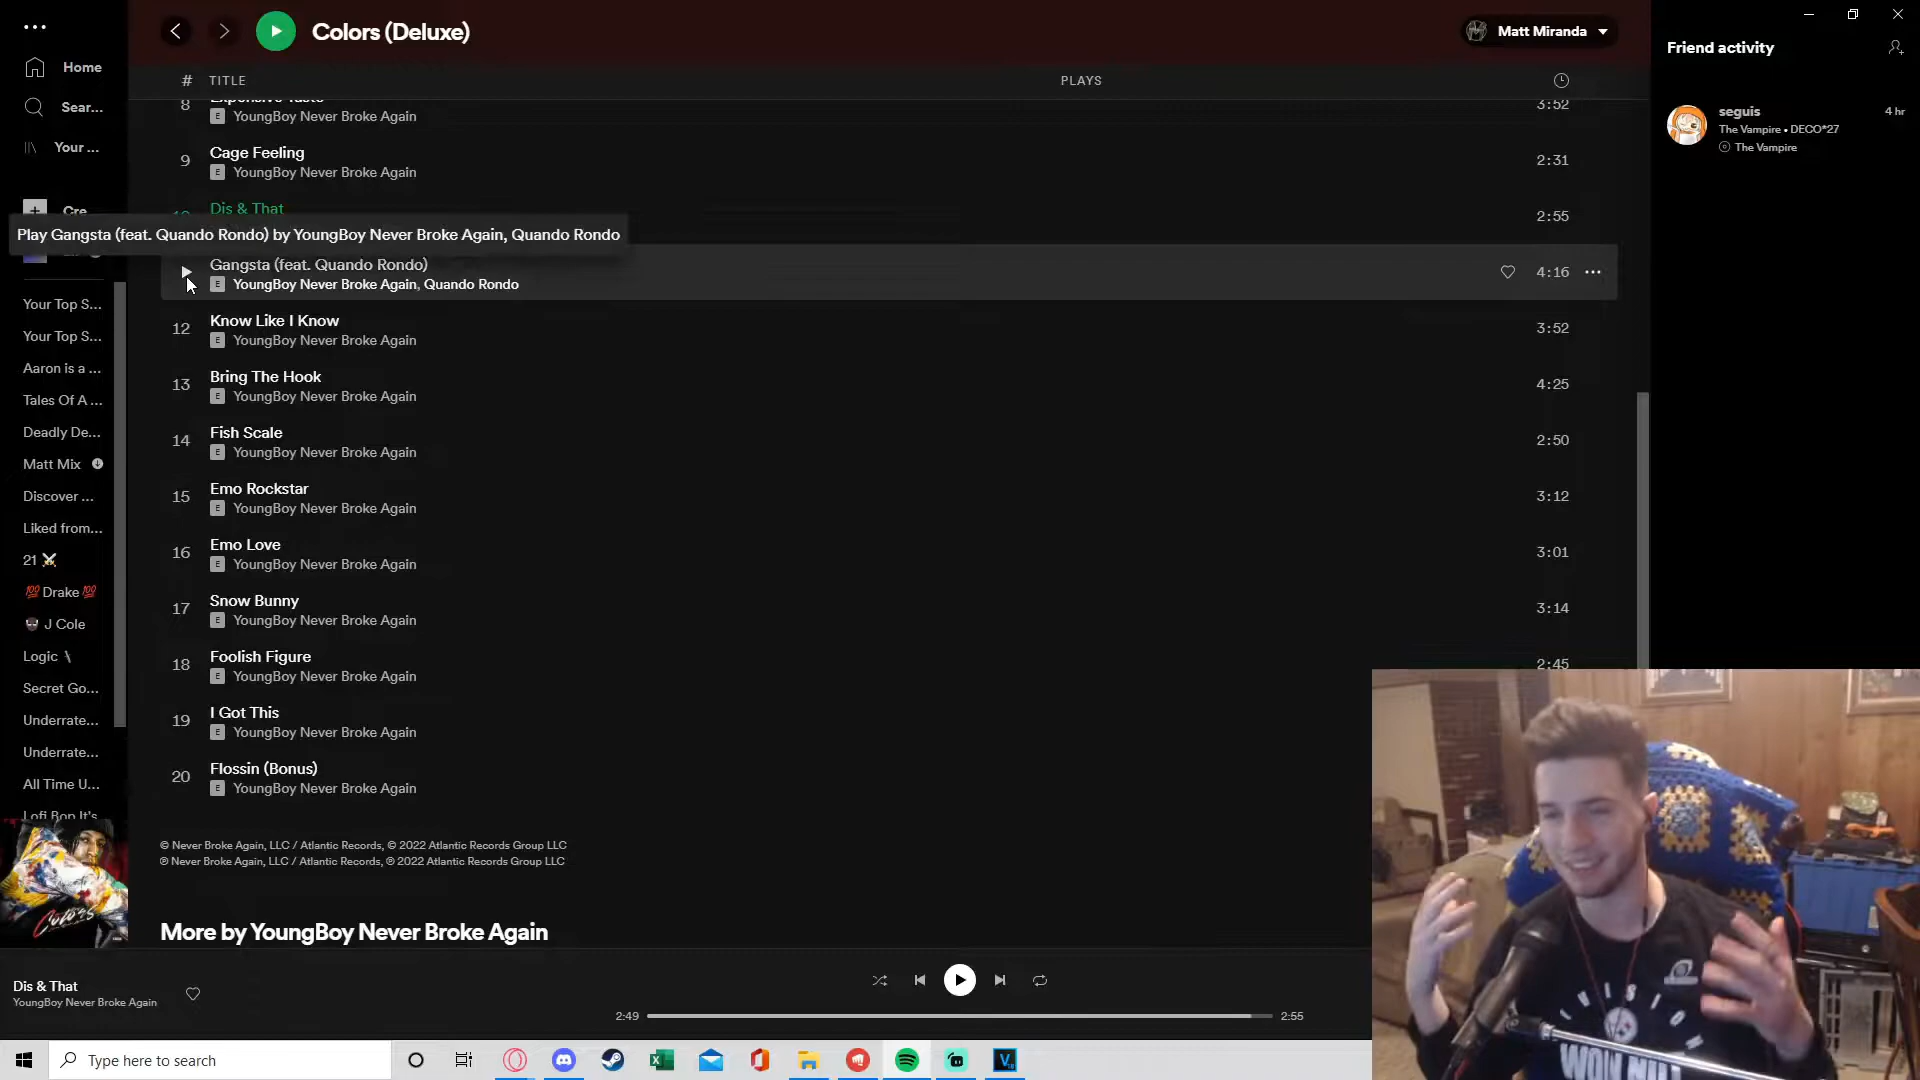 Colors (Deluxe)
Matt Miranda
Friend activity
Home
Sear...
Your ...
Cre
# TITLE PLAYS
8 Expensive Taste 3:52
E YoungBoy Never Broke Again
9 Cage Feeling 2:31
E YoungBoy Never Broke Again
Dis & That 2:55
Play Gangsta (feat. Quando Rondo) by YoungBoy Never Broke Again, Quando Rondo
Gangsta (feat. Quando Rondo) 4:16
E YoungBoy Never Broke Again, Quando Rondo
12 Know Like I Know 3:52
E YoungBoy Never Broke Again
13 Bring The Hook 4:25
E YoungBoy Never Broke Again
14 Fish Scale 2:50
E YoungBoy Never Broke Again
15 Emo Rockstar 3:12
E YoungBoy Never Broke Again
16 Emo Love 3:01
E YoungBoy Never Broke Again
17 Snow Bunny 3:14
E YoungBoy Never Broke Again
18 Foolish Figure 2:45
E YoungBoy Never Broke Again
19 I Got This
E YoungBoy Never Broke Again
20 Flossin (Bonus)
E YoungBoy Never Broke Again
© Never Broke Again, LLC / Atlantic Records, © 2022 Atlantic Records Group LLC
℗ Never Broke Again, LLC / Atlantic Records, ℗ 2022 Atlantic Records Group LLC
More by YoungBoy Never Broke Again
seguis 4 hr
The Vampire • DECO*27
The Vampire
Your Top S...
Your Top S...
Aaron is a ...
Tales Of A ...
Deadly De...
Matt Mix
Discover ...
Liked from...
21 ⚔
💯 Drake 💯
J Cole
Logic \
Secret Go...
Underrate...
Underrate...
All Time U...
Lofi Bop It's
Colors
Dis & That
YoungBoy Never Broke Again
2:49 2:55
Type here to search
VISION